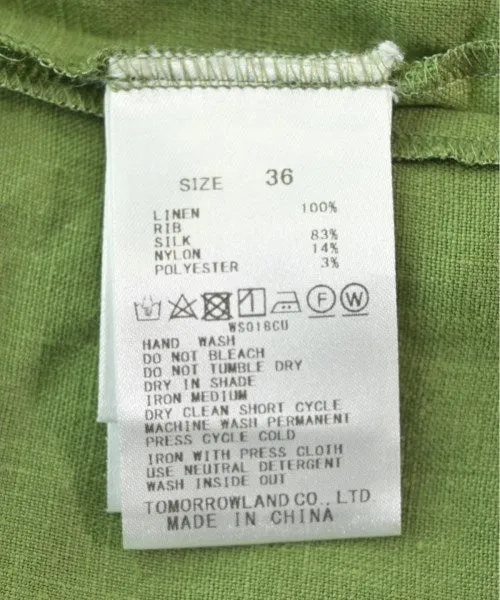 SIZE 36
LINEN 100%
RIB
SILK 83%
NYLON 14%
POLYESTER 3%
F W
WS018CU
HAND WASH
DO NOT BLEACH
DO NOT TUMBLE DRY
DRY IN SHADE
IRON MEDIUM
DRY CLEAN SHORT CYCLE
MACHINE WASH PERMANENT
PRESS CYCLE COLD
IRON WITH PRESS CLOTH
USE NEUTRAL DETERGENT
WASH INSIDE OUT
TOMORROWLAND CO., LTD
MADE IN CHINA